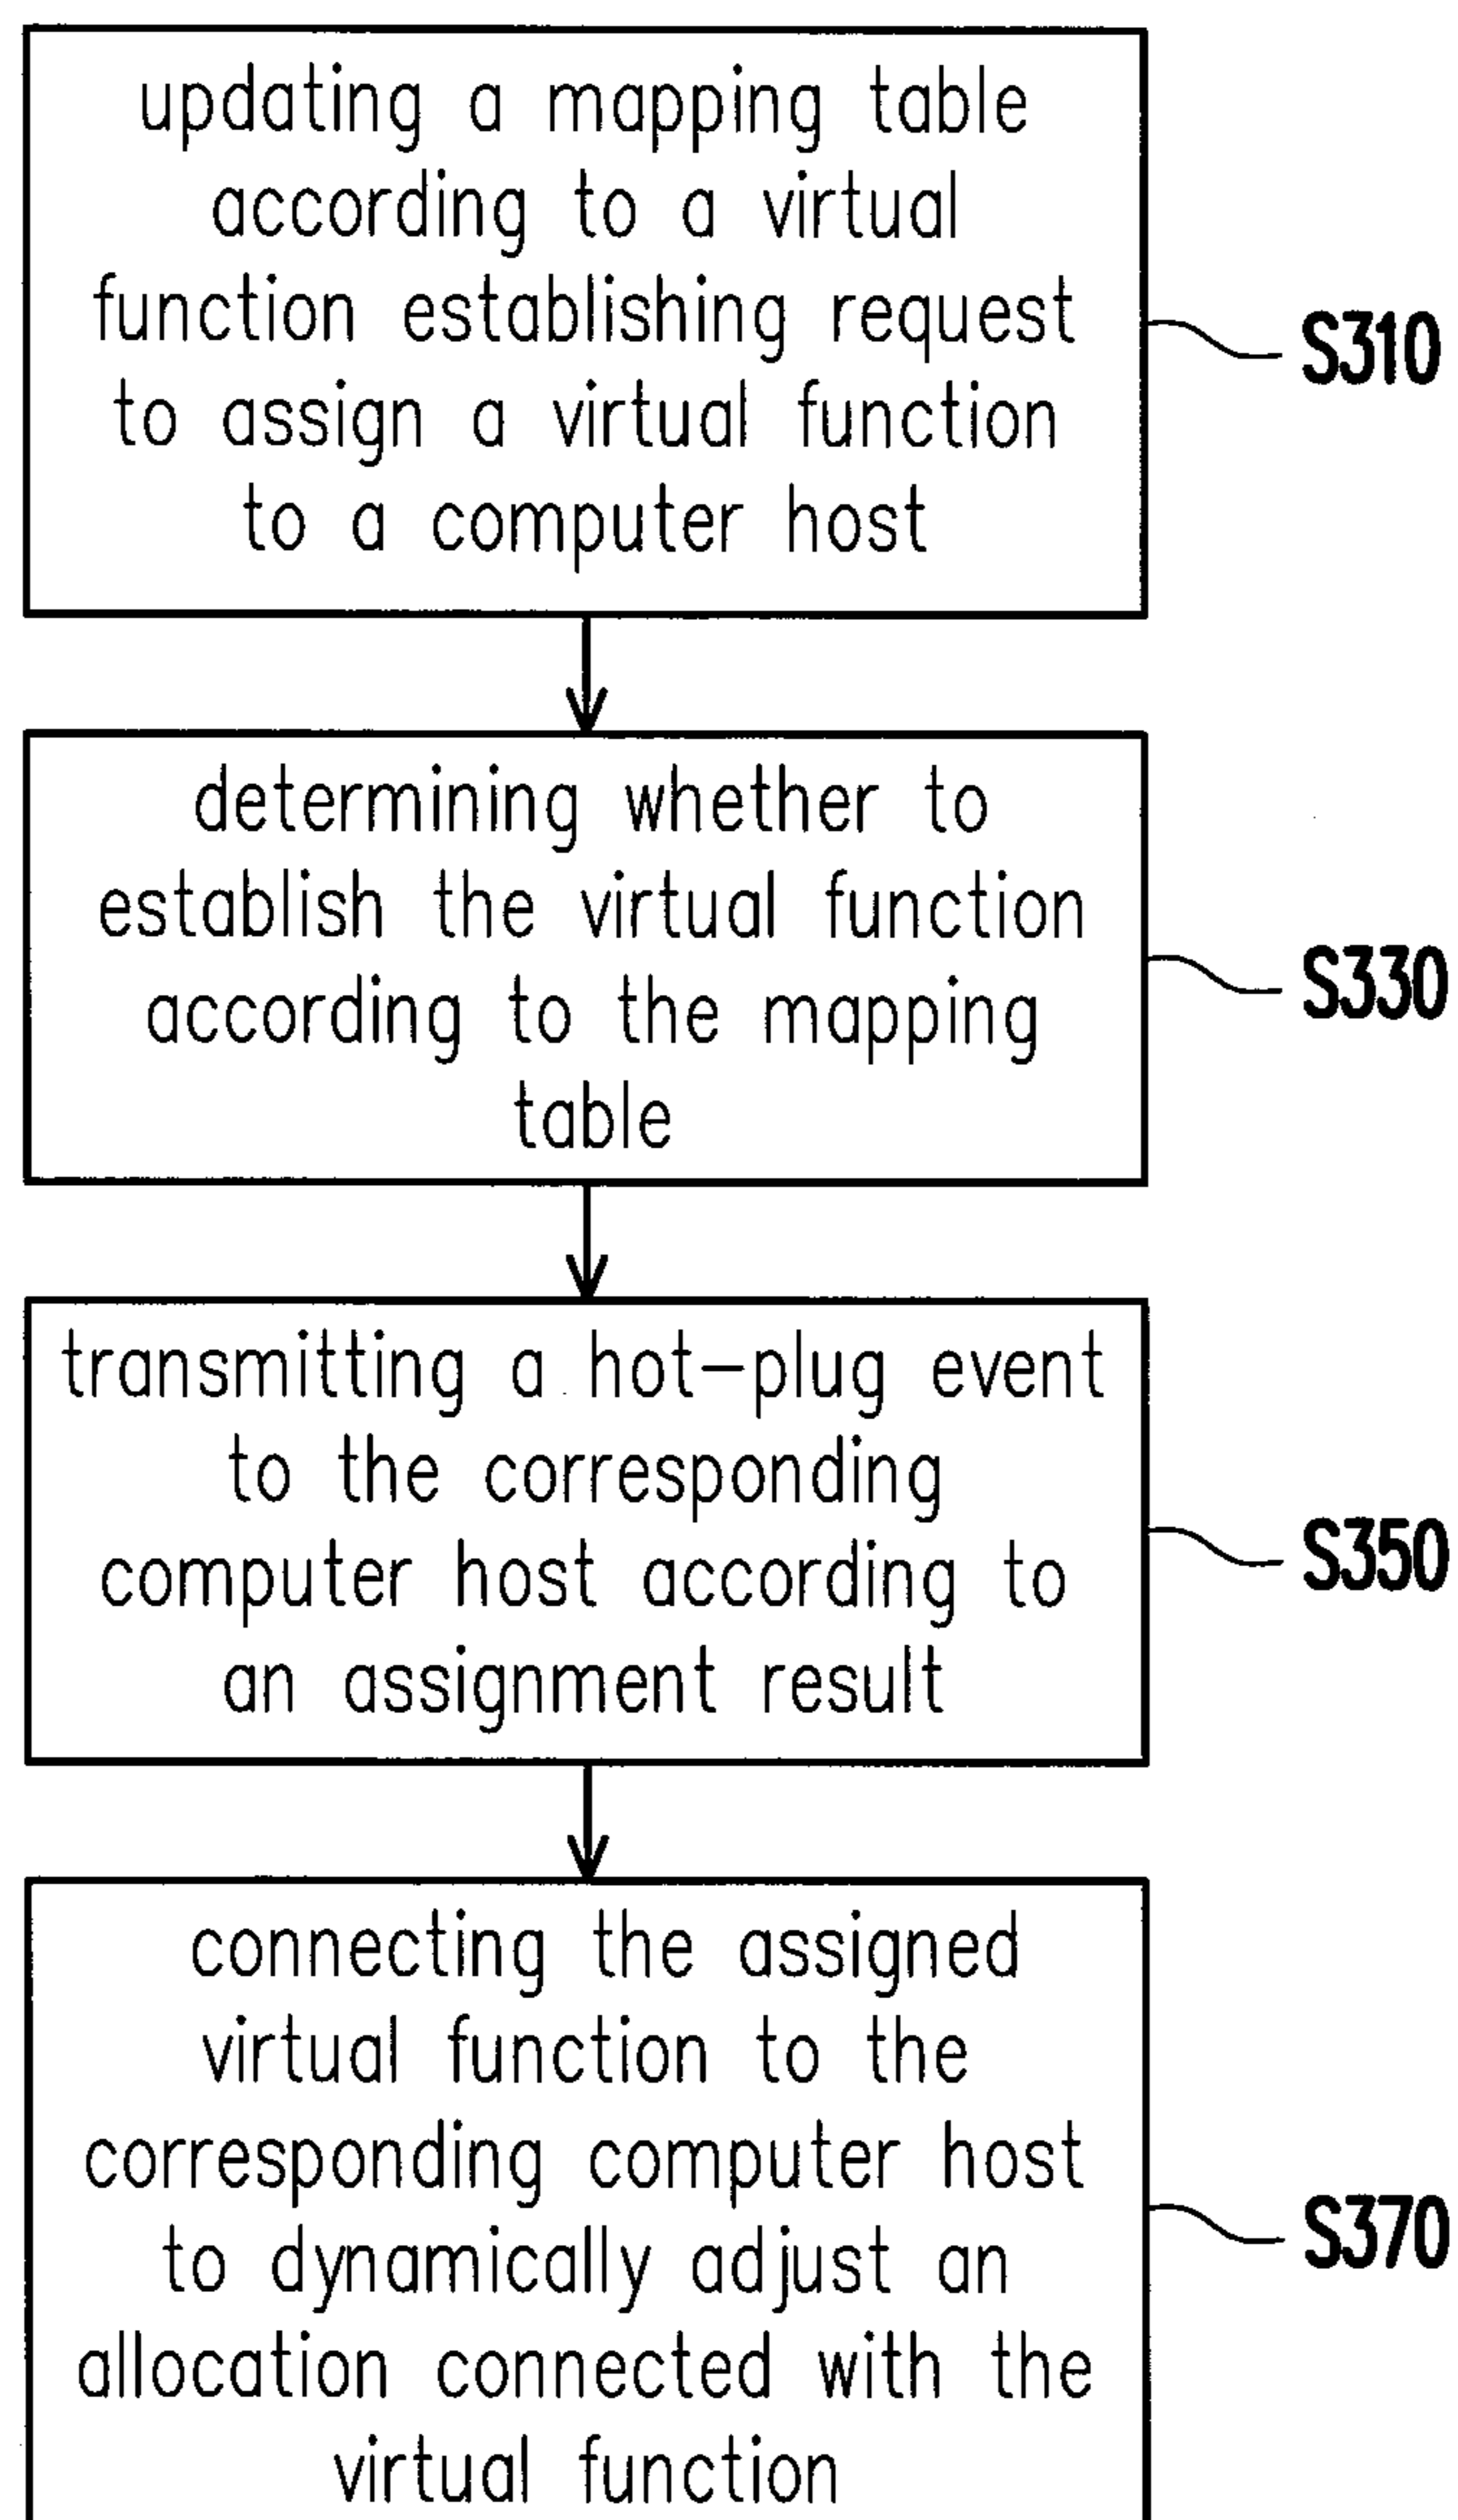 updating a mapping table
according to a virtual
function establishing request
to assign a virtual function
to a computer host
S310
determining whether to
establish the virtual function
according to the mapping
table
S330
transmitting a hot-plug event
to the corresponding
computer host according to
an assignment result
S350
connecting the assigned
virtual function to the
corresponding computer host
to dynamically adjust an
allocation connected with the
virtual function
S370